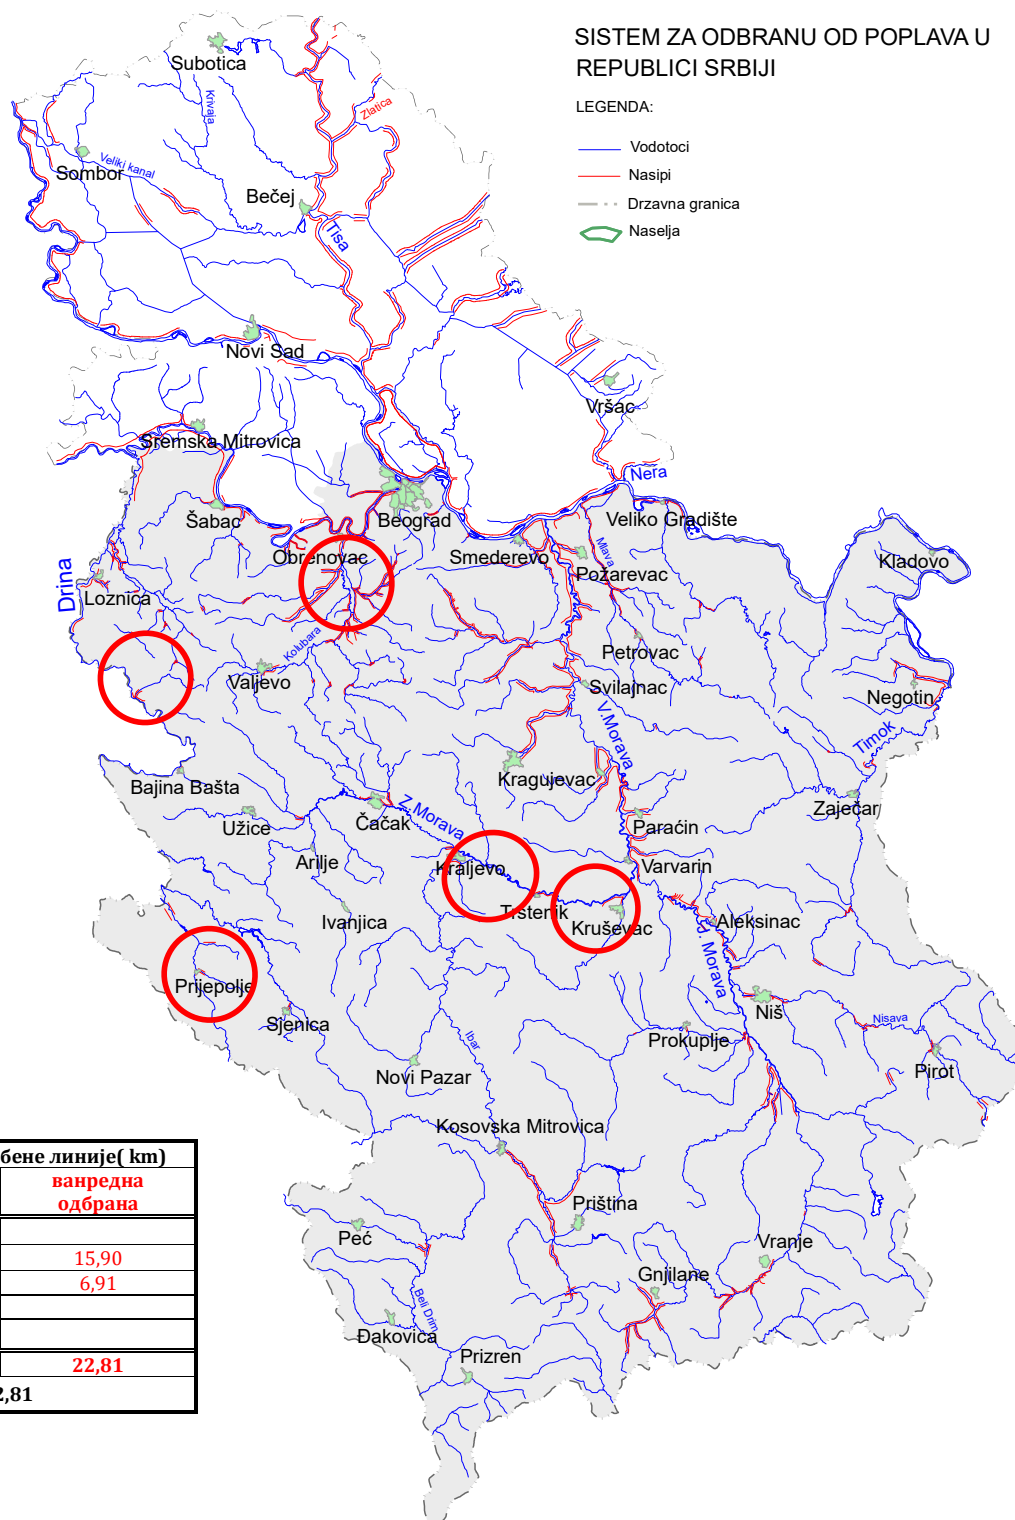 SISTEM ZA ODBRANU OD POPLAVA U
REPUBLICI SRBIJI
LEGENDA:
Vodotoci
Nasipi
Drzavna granica
Naselja
Subotica
Krivaja
Zlatica
Sombor
Veliki kanal
Bečej
Tisa
Novi Sad
Vršac
Sremska Mitrovica
Nera
Šabac
Beograd
Veliko Gradište
Obrenovac
Smederevo
Mlava
Kladovo
Požarevac
Drina
Loznica
Kolubara
Petrovac
Valjevo
Svilajnac
Negotin
V.Morava
Timok
Bajina Bašta
Kragujevac
Zaječar
Čačak
Z.Morava
Užice
Paraćin
Arilje
Kraljevo
Varvarin
Ivanjica
Trstenik
Kruševac
Aleksinac
J. Morava
Prijepolje
Sjenica
Niš
Nisava
Ibar
Prokuplje
Pirot
Novi Pazar
Kosovska Mitrovica
Priština
Peć
Vranje
Gnjilane
Beli Drim
Đakovica
Prizren
бене линије( km)
ванредна
одбрана
15,90
6,91
22,81
2,81